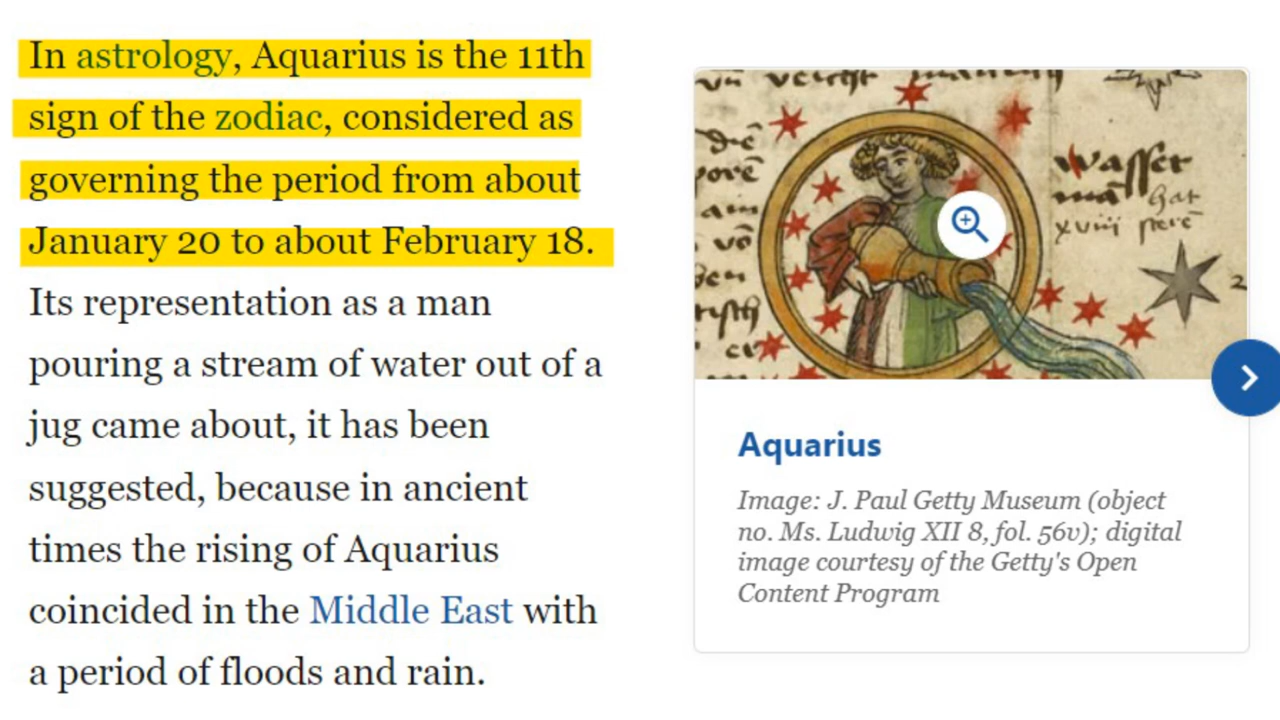 In astrology, Aquarius is the 11th
sign of the zodiac, considered as
governing the period from about
January 20 to about February 18.
Its representation as a man
pouring a stream of water out of a
jug came about, it has been
suggested, because in ancient
times the rising of Aquarius
coincided in the Middle East with
a period of floods and rain.
Wasser
hat
xviii sterē
Aquarius
Image: J. Paul Getty Museum (object
no. Ms. Ludwig XII 8, fol. 56v); digital
image courtesy of the Getty's Open
Content Program